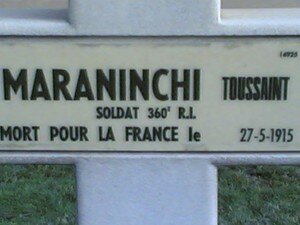 14925
MARANINCHI TOUSSAINT
SOLDAT 360ᵉ R.I.
MORT POUR LA FRANCE le 27-5-1915